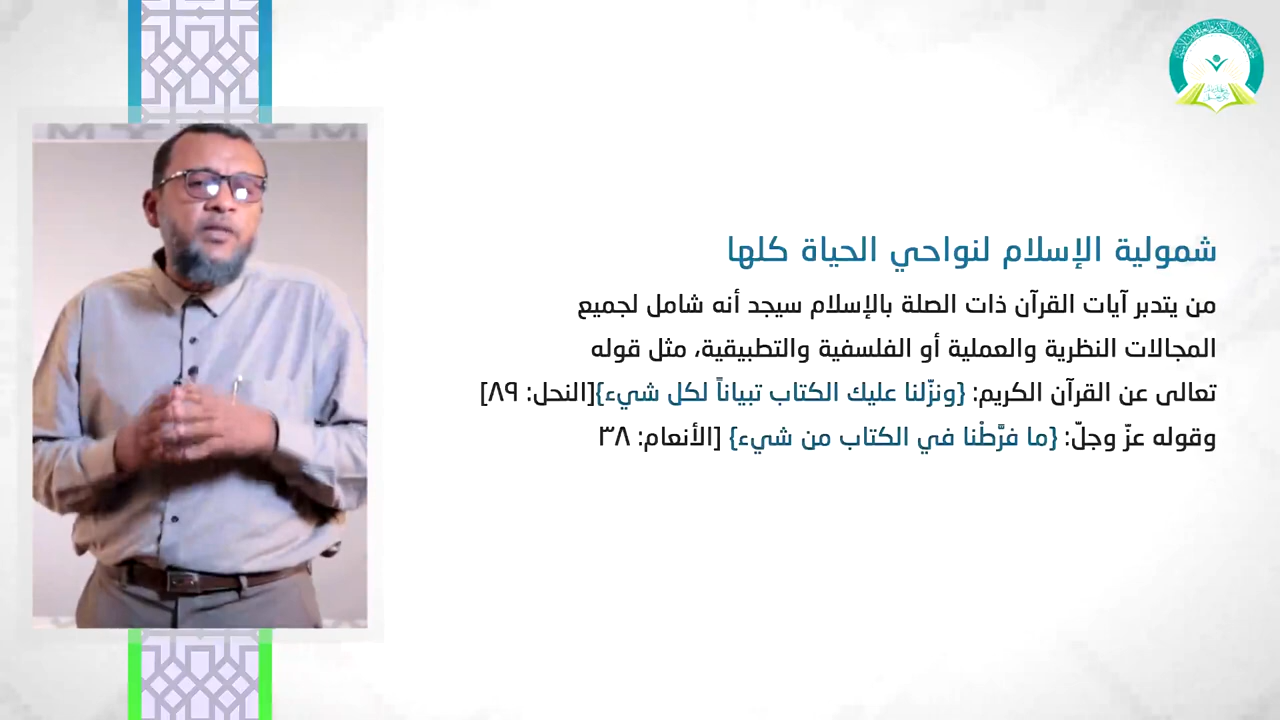 شمولية الإسلام لنواحي الحياة كلها
من يتدبر آيات القرآن ذات الصلة بالإسلام سيجد أنه شامل لجميع
المجالات النظرية والعملية أو الفلسفية والتطبيقية، مثل قوله
تعالى عن القرآن الكريم: {ونزّلنا عليك الكتاب تبياناً لكل شيء}[النحل: ٨٩]
وقوله عزّ وجلّ: {ما فرَّطْنا في الكتاب من شيء} [الأنعام: ٣٨